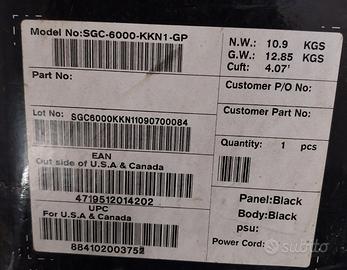 Model No:SGC-6000-KKN1-GP
N.W.: 10.9 KGS
G.W.: 12.85 KGS
Cuft: 4.07'
Part No:
Customer P/O No:
Customer Part No:
Lot No: SGC6000KKN11090700084
Quantity: 1 pcs
EAN
Out side of U.S.A & Canada
4719512014202
UPC
For U.S.A & Canada
884102003752
Panel:Black
Body:Black
psu:
Power Cord:
subito